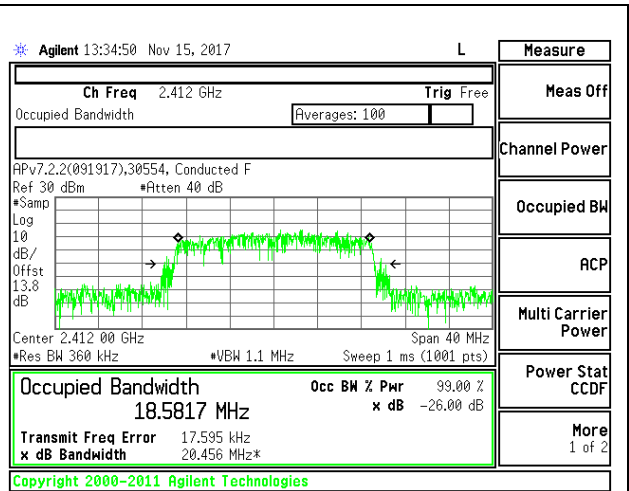 Agilent 13:34:50 Nov 15, 2017 L
Measure
Ch Freq 2.412 GHz Trig Free
Occupied Bandwidth Averages: 100
APv7.2.2(091917),30554, Conducted F
Ref 30 dBm #Atten 40 dB
#Samp
Log
10
dB/
Offst
13.8
dB
Center 2.412 00 GHz Span 40 MHz
#Res BW 360 kHz #VBW 1.1 MHz Sweep 1 ms (1001 pts)
Occupied Bandwidth Occ BW % Pwr 99.00 %
18.5817 MHz x dB -26.00 dB
Transmit Freq Error 17.595 kHz
x dB Bandwidth 20.456 MHz*
Copyright 2000-2011 Agilent Technologies
Meas Off
Channel Power
Occupied BW
ACP
Multi Carrier
Power
Power Stat
CCDF
More
1 of 2